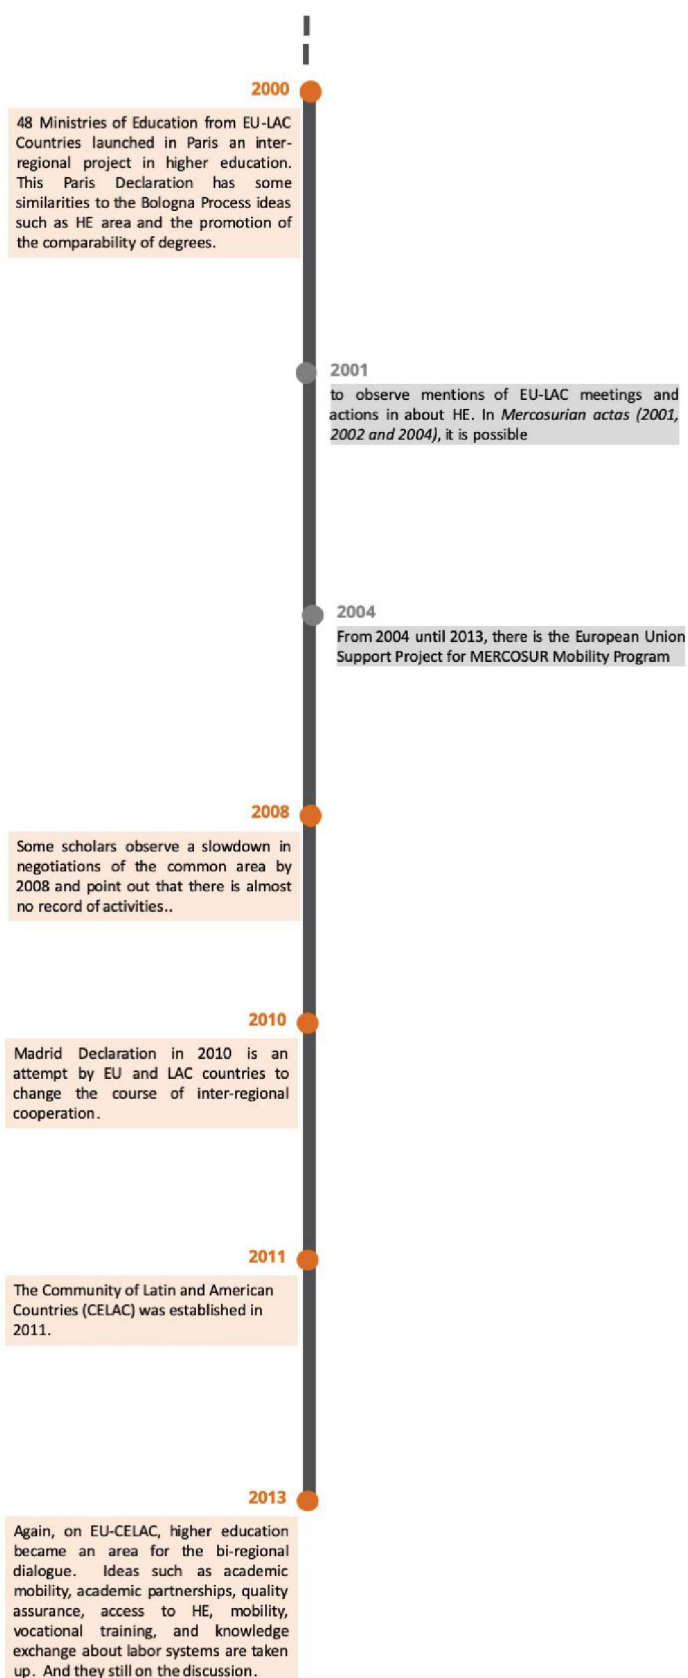 2000
48 Ministries of Education from EU-LAC
Countries launched in Paris an inter-
regional project in higher education.
This Paris Declaration has some
similarities to the Bologna Process ideas
such as HE area and the promotion of
the comparability of degrees.
2001
to observe mentions of EU-LAC meetings and
actions in about HE. In Mercosurian actas (2001,
2002 and 2004), it is possible
2004
From 2004 until 2013, there is the European Union
Support Project for MERCOSUR Mobility Program
2008
Some scholars observe a slowdown in
negotiations of the common area by
2008 and point out that there is almost
no record of activities..
2010
Madrid Declaration in 2010 is an
attempt by EU and LAC countries to
change the course of inter-regional
cooperation.
2011
The Community of Latin and American
Countries (CELAC) was established in
2011.
2013
Again, on EU-CELAC, higher education
became an area for the bi-regional
dialogue. Ideas such as academic
mobility, academic partnerships, quality
assurance, access to HE, mobility,
vocational training, and knowledge
exchange about labor systems are taken
up. And they still on the discussion.